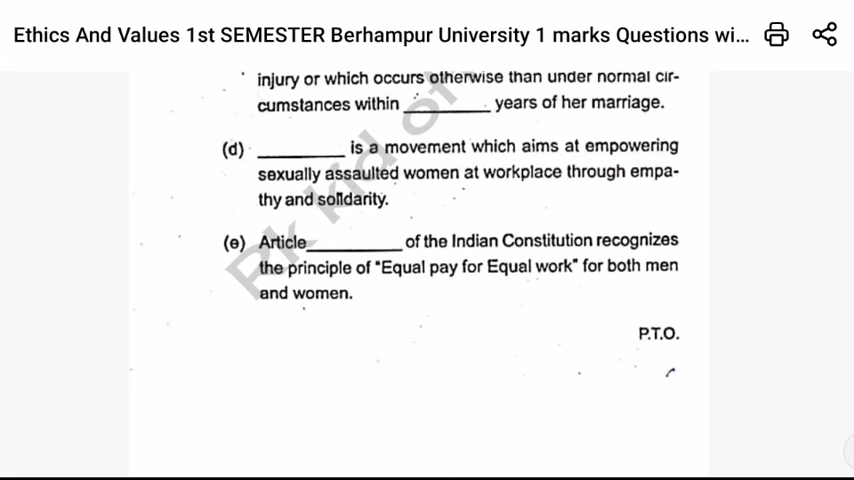 Ethics And Values 1st SEMESTER Berhampur University 1 marks Questions wi...
injury or which occurs otherwise than under normal cir-
cumstances within ________ years of her marriage.
(d) ________ is a movement which aims at empowering
sexually assaulted women at workplace through empa-
thy and solidarity.
(e) Article________ of the Indian Constitution recognizes
the principle of "Equal pay for Equal work" for both men
and women.
P.T.O.
Pk kid of